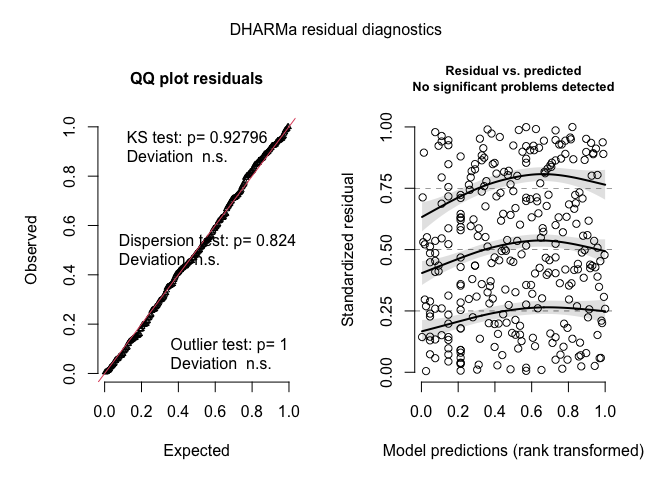 DHARMa residual diagnostics
QQ plot residuals
KS test: p= 0.92796
Deviation n.s.
Dispersion test: p= 0.824
Deviation n.s.
Outlier test: p= 1
Deviation n.s.
Observed
0.0 0.2 0.4 0.6 0.8 1.0
0.0 0.2 0.4 0.6 0.8 1.0
Expected
Residual vs. predicted
No significant problems detected
Standardized residual
0.00 0.25 0.50 0.75 1.00
0.0 0.2 0.4 0.6 0.8 1.0
Model predictions (rank transformed)